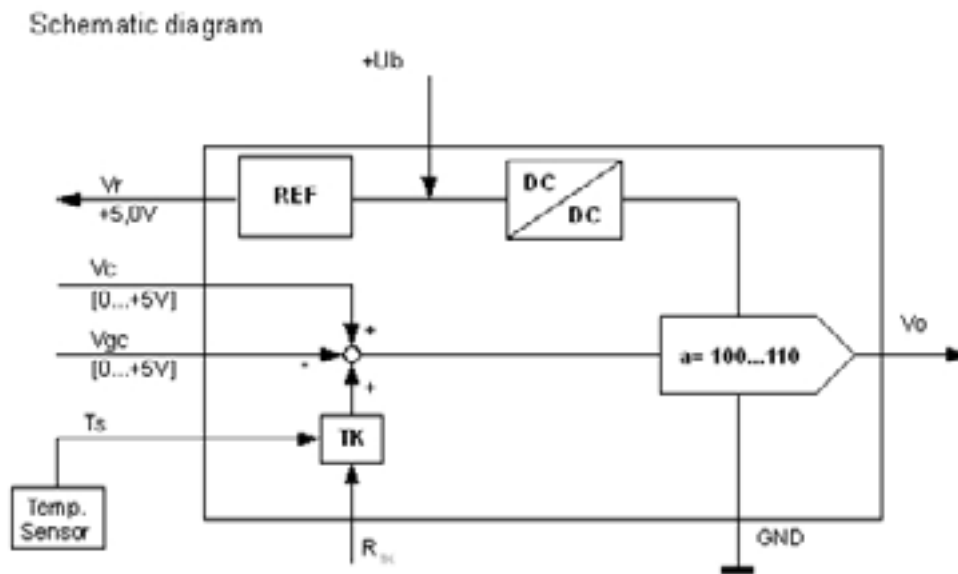 Schematic diagram
+Ub
Vr
+5,0V
REF
DC
DC
Vc
[0...+5V]
+
Vgc
[0...+5V]
-
+
a= 100...110
Vo
Ts
TK
Temp.
Sensor
R
GND